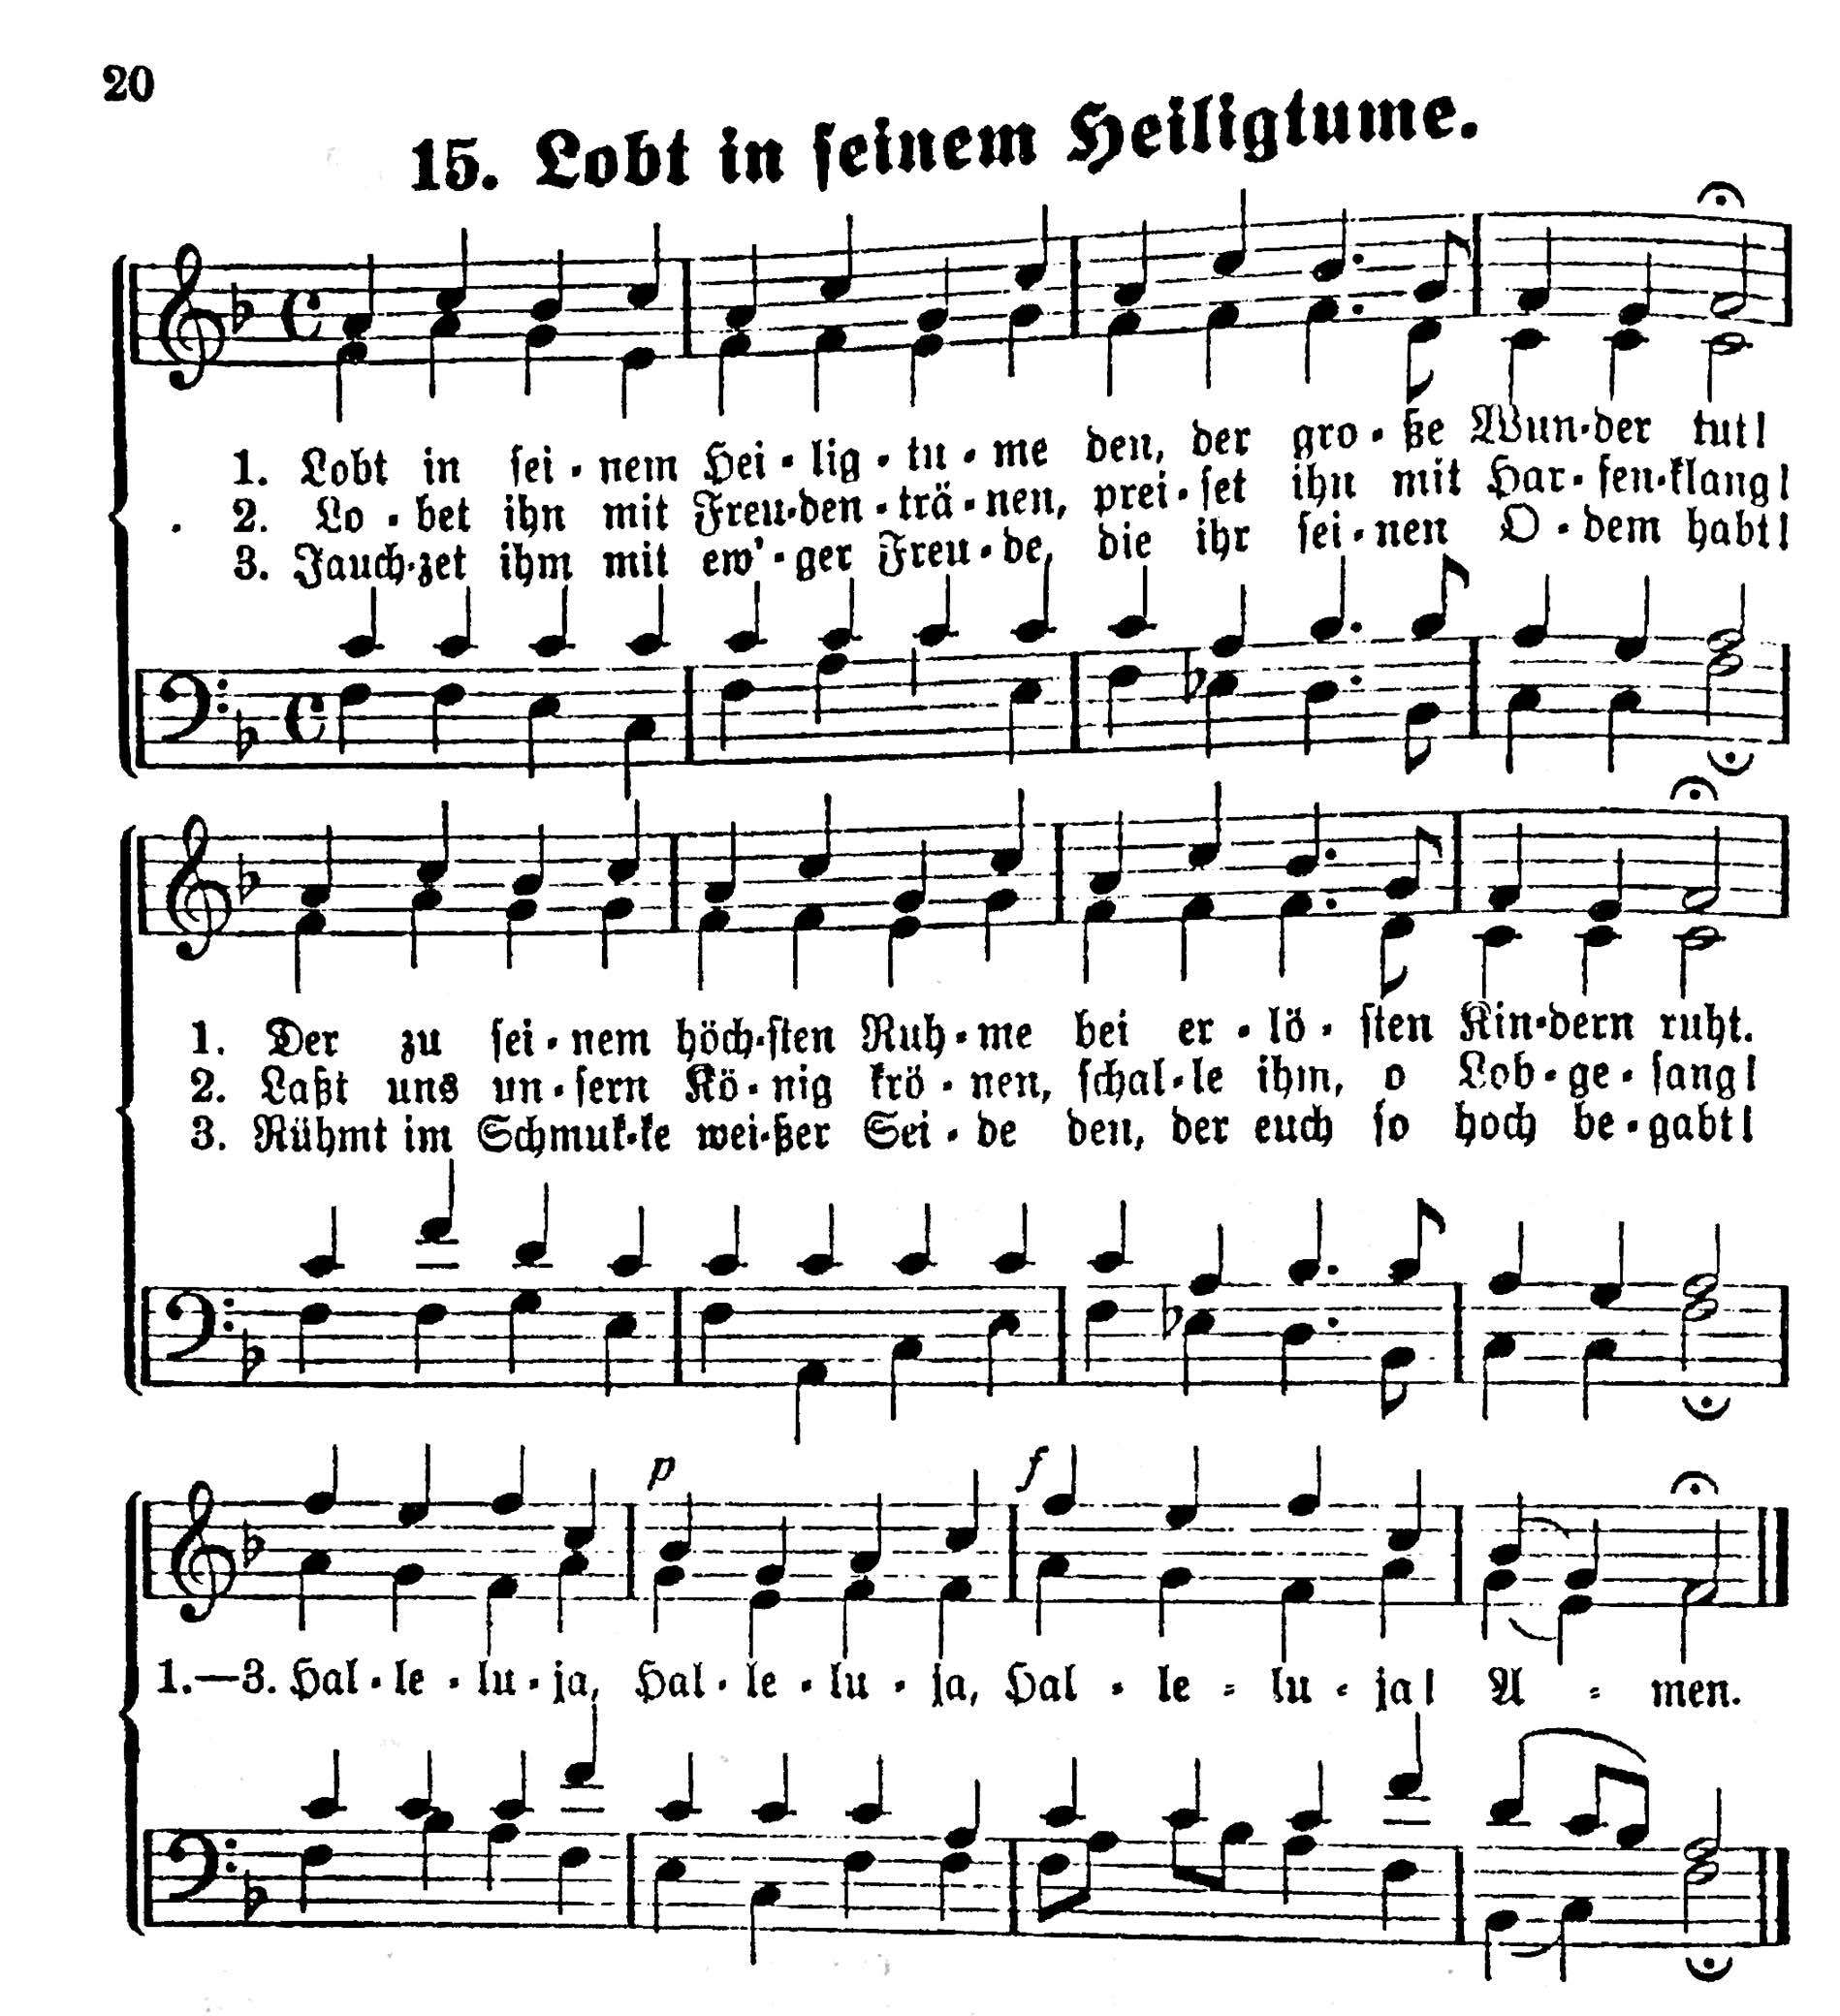 20
15. Lobt in seinem Heiligtume.
1. Lobt in sei-nem Hei-lig-tu-me den, der gro-ße Wun-der tut!
2. Lo-bet ihn mit Freu-den-trä-nen, prei-set ihn mit Har-fen-klang!
3. Jauch-zet ihm mit ew'-ger Freu-de, die ihr sei-nen O-dem habt!
1. Der zu sei-nem höch-sten Ruh-me bei er-lö-sten Kin-dern ruht.
2. Laßt uns un-sern Kö-nig krö-nen, schal-le ihm, o Lob-ge-sang!
3. Rühmt im Schmuk-ke wei-ßer Sei-de den, der euch so hoch be-gabt!
p f
1.—3. Hal-le-lu-ja, Hal-le-lu-ja, Hal-le-lu-ja! A-men.